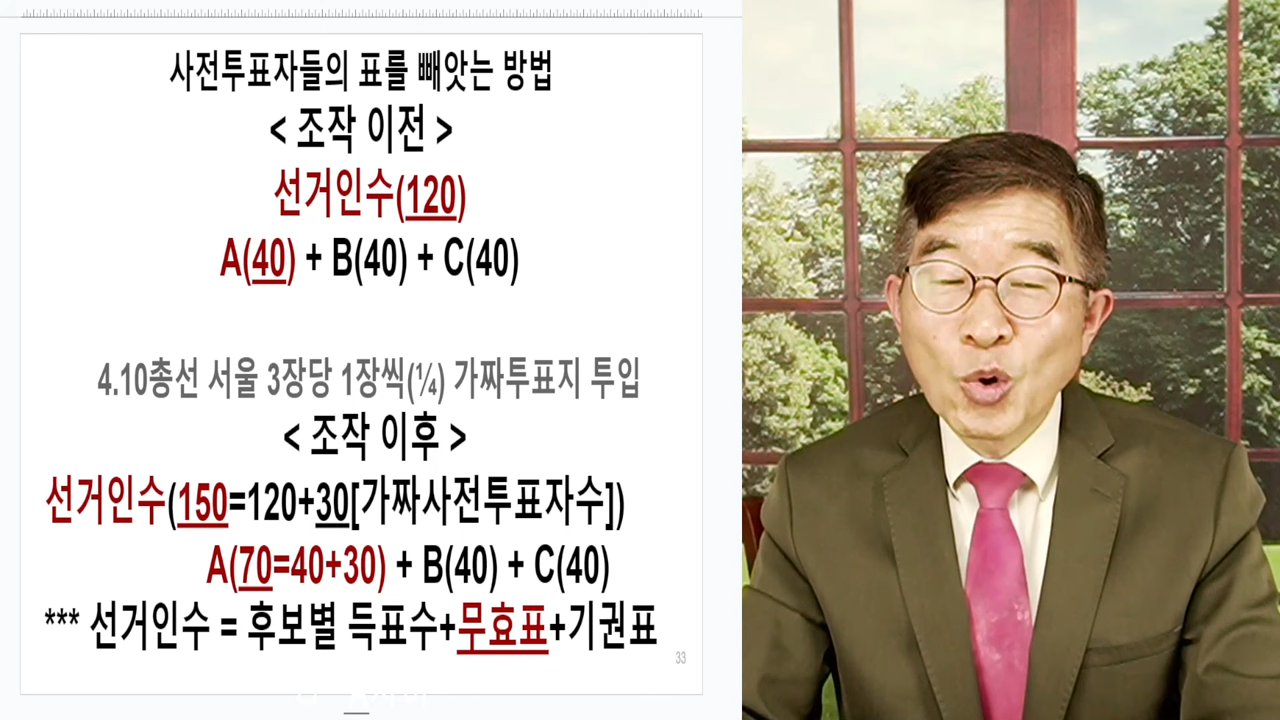 사전투표자들의 표를 빼앗는 방법
< 조작 이전 >
선거인수(120)
A(40) + B(40) + C(40)
4.10총선 서울 3장당 1장씩(¼) 가짜투표지 투입
< 조작 이후 >
선거인수(150=120+30[가짜사전투표자수])
A(70=40+30) + B(40) + C(40)
*** 선거인수 = 후보별 득표수+무효표+기권표
33